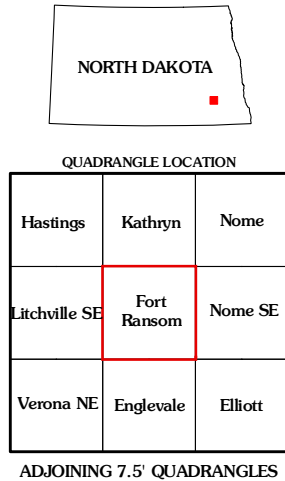 NORTH DAKOTA
QUADRANGLE LOCATION
Hastings Kathryn Nome
Litchville SE Fort Ransom Nome SE
Verona NE Englevale Elliott
ADJOINING 7.5' QUADRANGLES